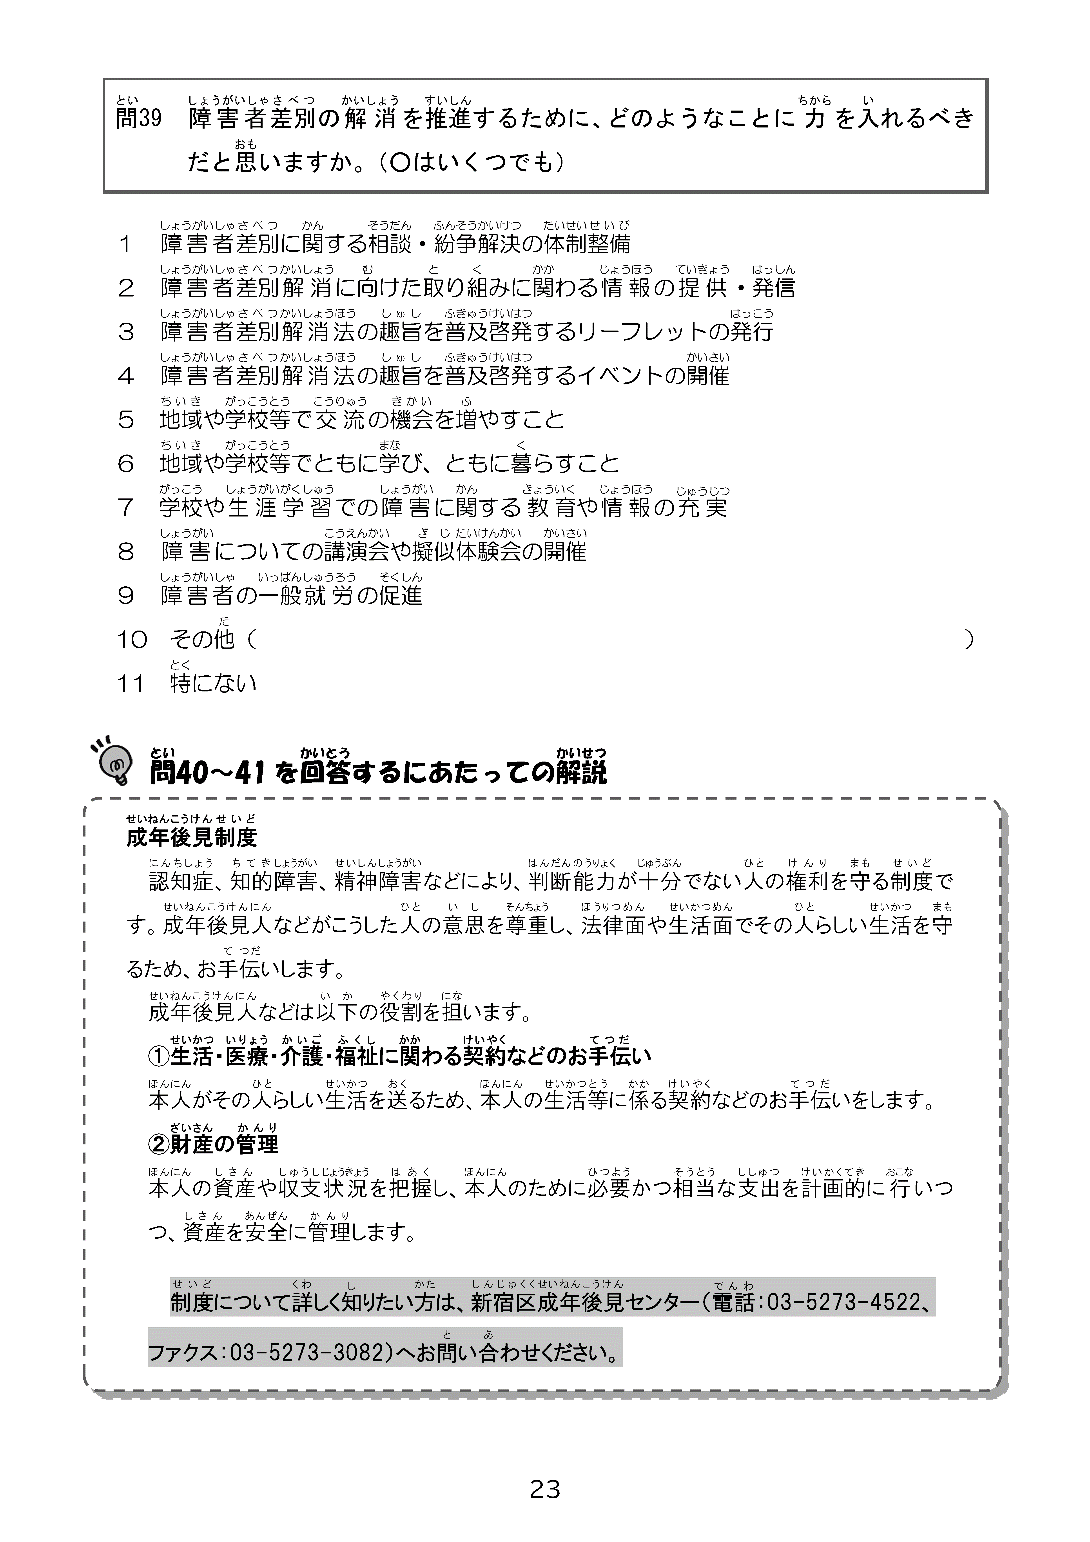 問39 障害者差別の解消を推進するために、どのようなことに力を入れるべき
だと思いますか。（〇はいくつでも）
1 障害者差別に関する相談・紛争解決の体制整備
2 障害者差別解消に向けた取り組みに関わる情報の提供・発信
3 障害者差別解消法の趣旨を普及啓発するリーフレットの発行
4 障害者差別解消法の趣旨を普及啓発するイベントの開催
5 地域や学校等で交流の機会を増やすこと
6 地域や学校等でともに学び、ともに暮らすこと
7 学校や生涯学習での障害に関する教育や情報の充実
8 障害についての講演会や擬似体験会の開催
9 障害者の一般就労の促進
10 その他（ ）
11 特にない
問40～41を回答するにあたっての解説
成年後見制度
認知症、知的障害、精神障害などにより、判断能力が十分でない人の権利を守る制度で
す。成年後見人などがこうした人の意思を尊重し、法律面や生活面でその人らしい生活を守
るため、お手伝いします。
成年後見人などは以下の役割を担います。
①生活・医療・介護・福祉に関わる契約などのお手伝い
本人がその人らしい生活を送るため、本人の生活等に係る契約などのお手伝いをします。
②財産の管理
本人の資産や収支状況を把握し、本人のために必要かつ相当な支出を計画的に行いつ
つ、資産を安全に管理します。
制度について詳しく知りたい方は、新宿区成年後見センター（電話：03-5273-4522、
ファクス：03-5273-3082）へお問い合わせください。
23